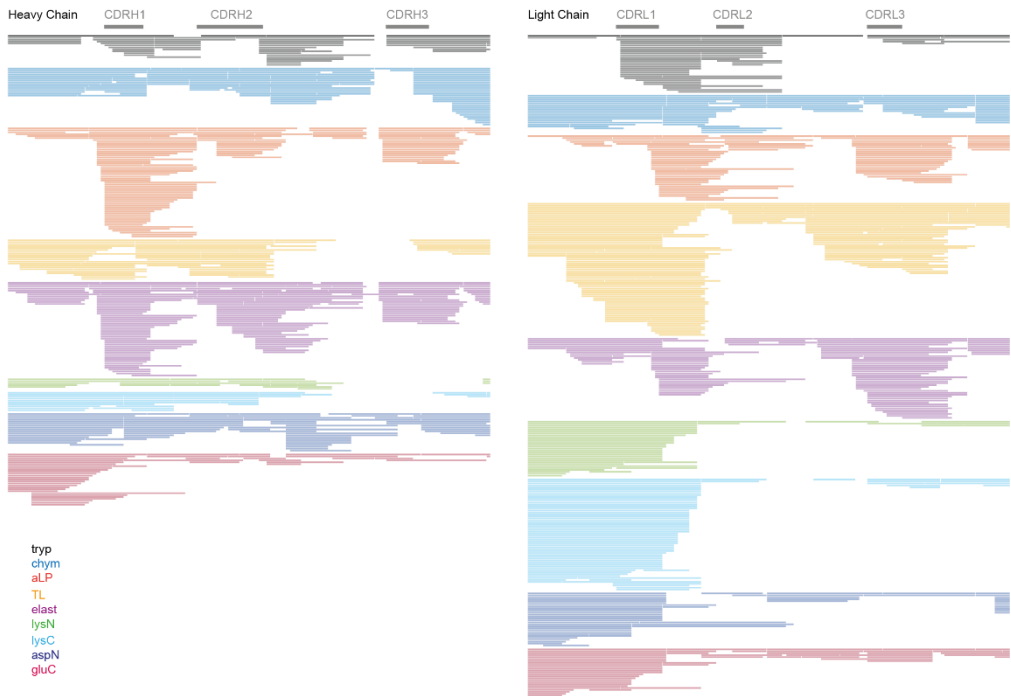 Heavy Chain CDRH1 CDRH2 CDRH3
Light Chain CDRL1 CDRL2 CDRL3
tryp
chym
aLP
TL
elast
lysN
lysC
aspN
gluC